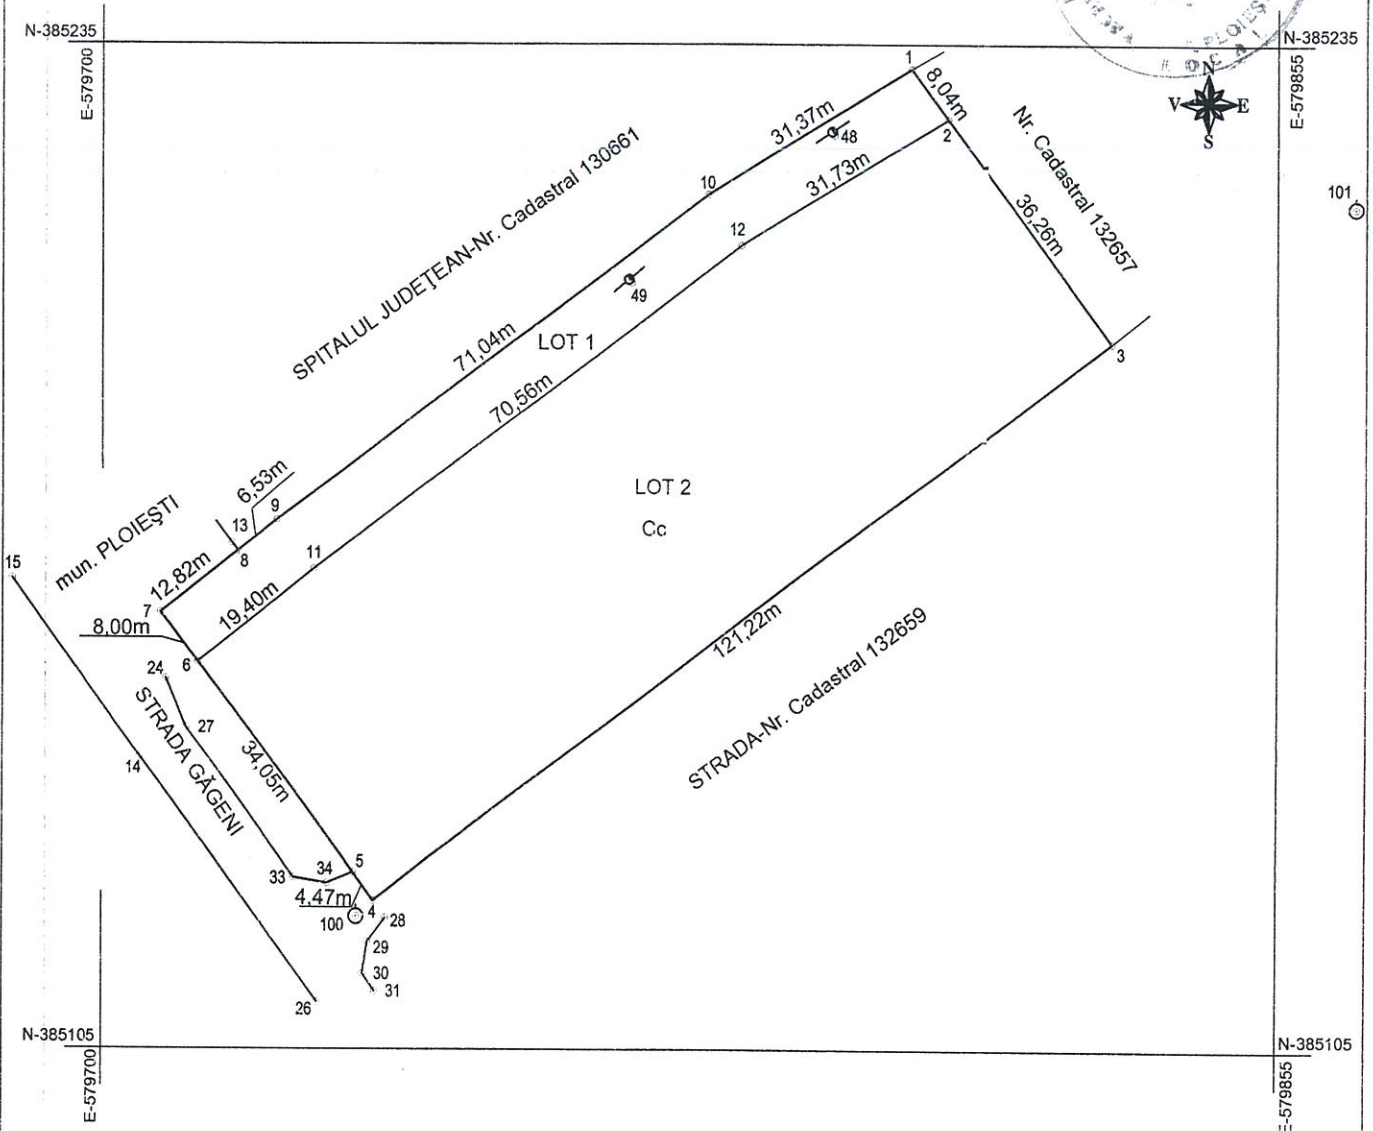 N-385235
N-385235
E-579700
E-579855
PLOIEȘ
N
V
E
S
1
8,04m
31,37m
48
2
Nr. Cadastral 132657
31,73m
101
10
SPITALUL JUDEȚEAN-Nr. Cadastral 130661
36,26m
12
49
LOT 1
71,04m
3
70,56m
6,53m
LOT 2
9
13
Cc
mun. PLOIEȘTI
8
11
15
12,82m
19,40m
7
8,00m
121,22m
6
24
STRADA-Nr. Cadastral 132659
STRADA GĂGENI
27
34,05m
14
5
34
33
4,47m
4
100
28
29
30
31
26
N-385105
N-385105
E-579700
E-579855